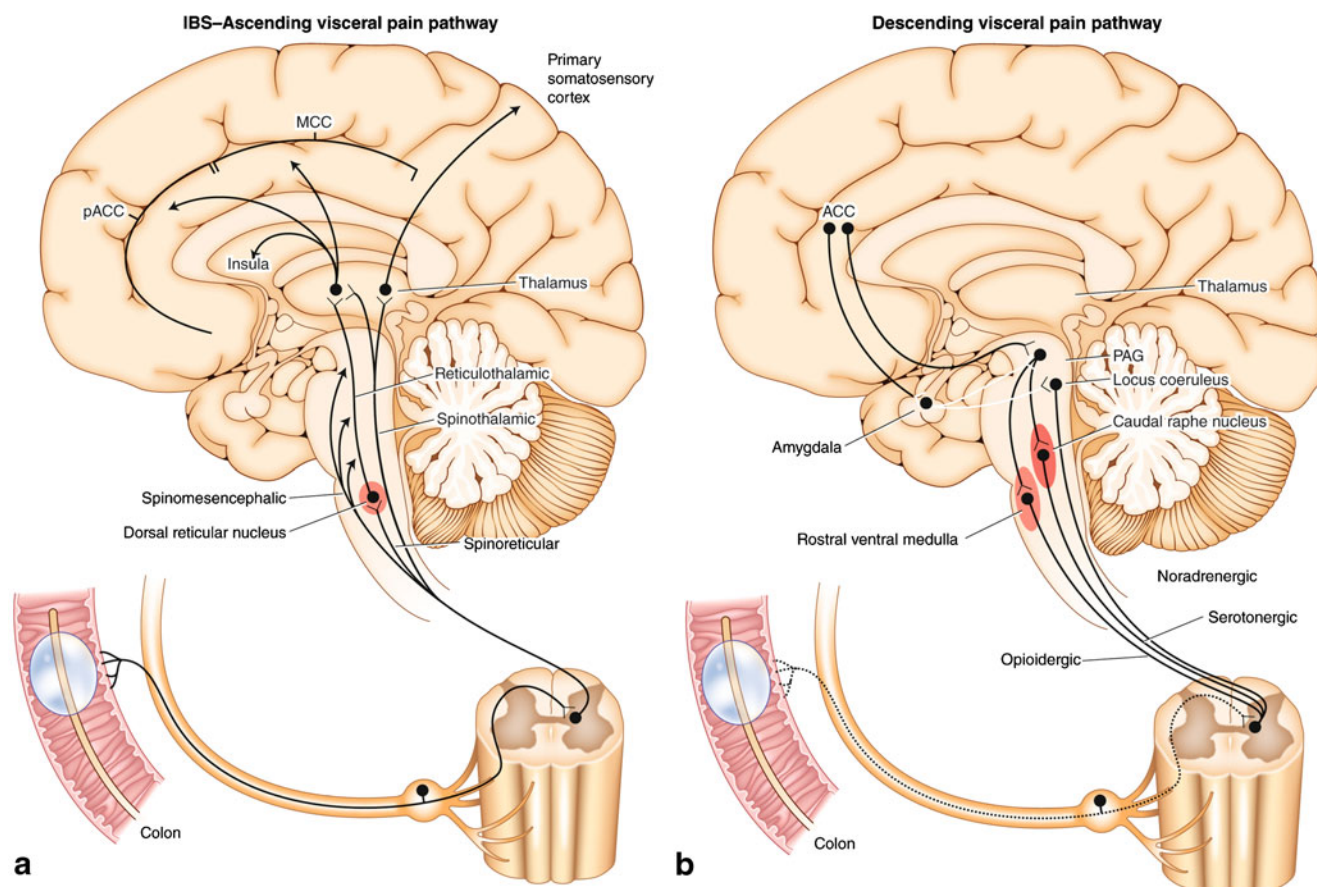 IBS–Ascending visceral pain pathway
Primary
somatosensory
cortex
MCC
pACC
Insula
Thalamus
Reticulothalamic
Spinothalamic
Spinomesencephalic
Dorsal reticular nucleus
Spinoreticular
Colon
a
Descending visceral pain pathway
ACC
Thalamus
PAG
Locus coeruleus
Caudal raphe nucleus
Amygdala
Rostral ventral medulla
Noradrenergic
Serotonergic
Opioidergic
Colon
b